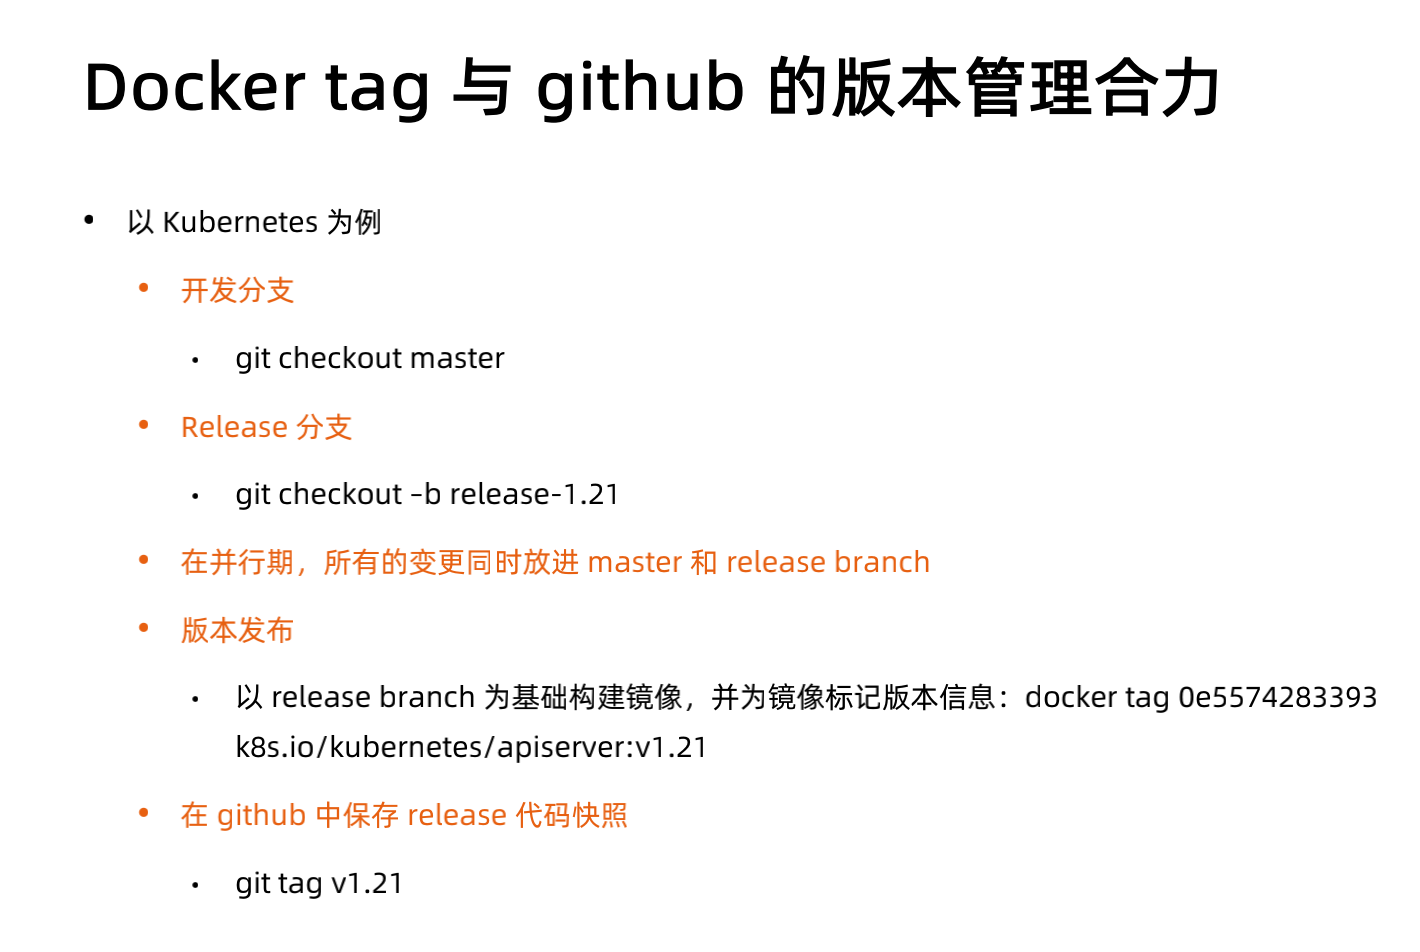 Docker tag 与 github 的版本管理合力
• 以 Kubernetes 为例
• 开发分支
• git checkout master
• Release 分支
• git checkout –b release-1.21
• 在并行期，所有的变更同时放进 master 和 release branch
• 版本发布
• 以 release branch 为基础构建镜像，并为镜像标记版本信息：docker tag 0e5574283393
k8s.io/kubernetes/apiserver:v1.21
• 在 github 中保存 release 代码快照
• git tag v1.21